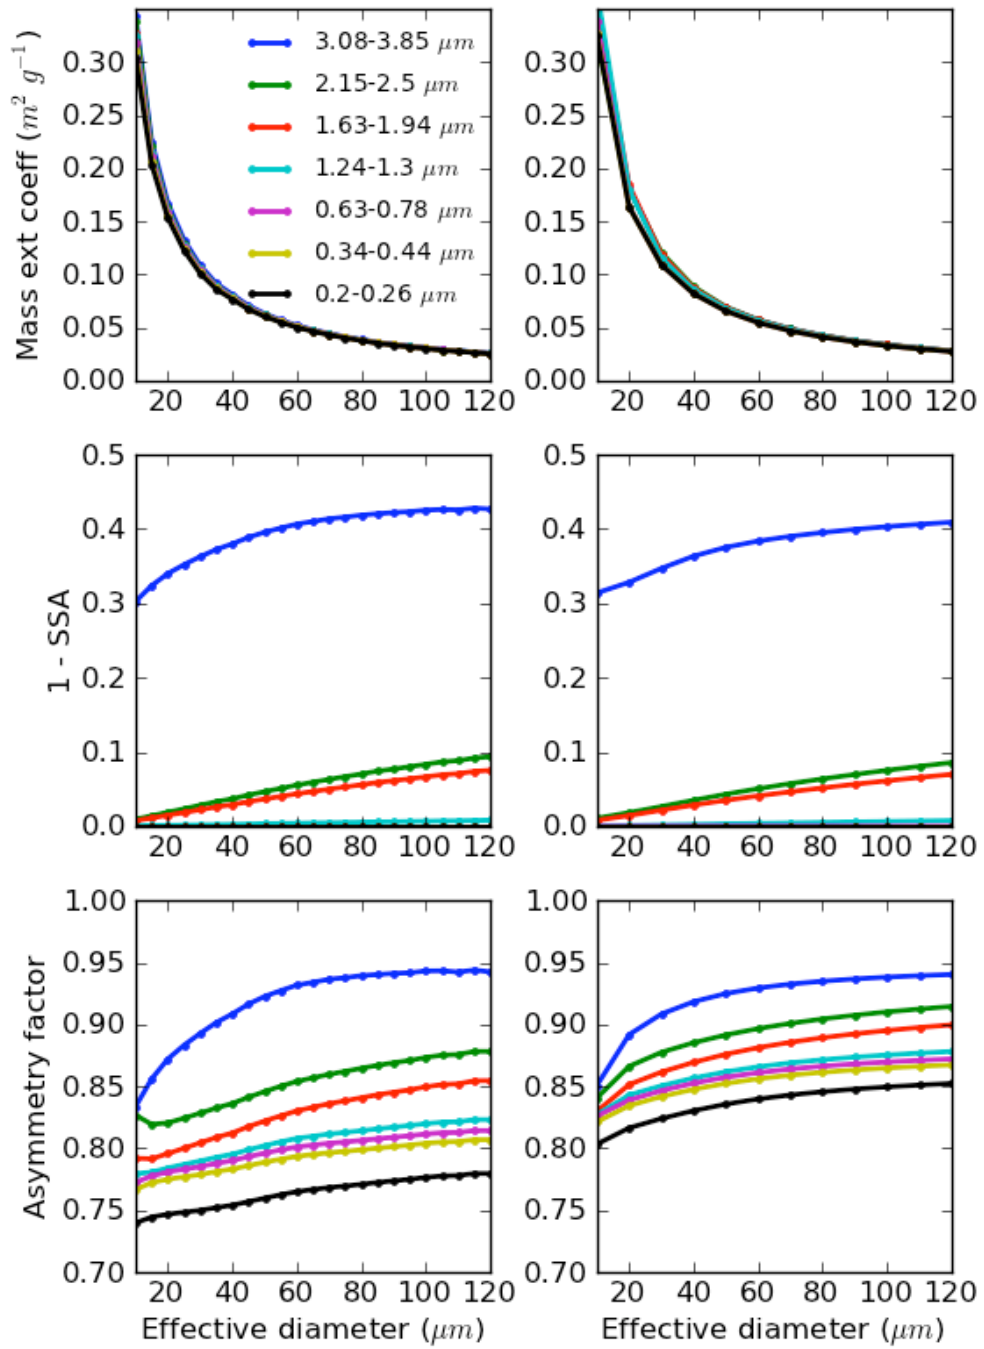 Mass ext coeff (m² g⁻¹)
0.30
0.25
0.20
0.15
0.10
0.05
0.00
3.08-3.85 μm
2.15-2.5 μm
1.63-1.94 μm
1.24-1.3 μm
0.63-0.78 μm
0.34-0.44 μm
0.2-0.26 μm
20 40 60 80 100 120
0.30
0.25
0.20
0.15
0.10
0.05
0.00
20 40 60 80 100 120
1 - SSA
0.5
0.4
0.3
0.2
0.1
0.0
20 40 60 80 100 120
0.5
0.4
0.3
0.2
0.1
0.0
20 40 60 80 100 120
Asymmetry factor
1.00
0.95
0.90
0.85
0.80
0.75
0.70
20 40 60 80 100 120
Effective diameter (μm)
1.00
0.95
0.90
0.85
0.80
0.75
0.70
20 40 60 80 100 120
Effective diameter (μm)